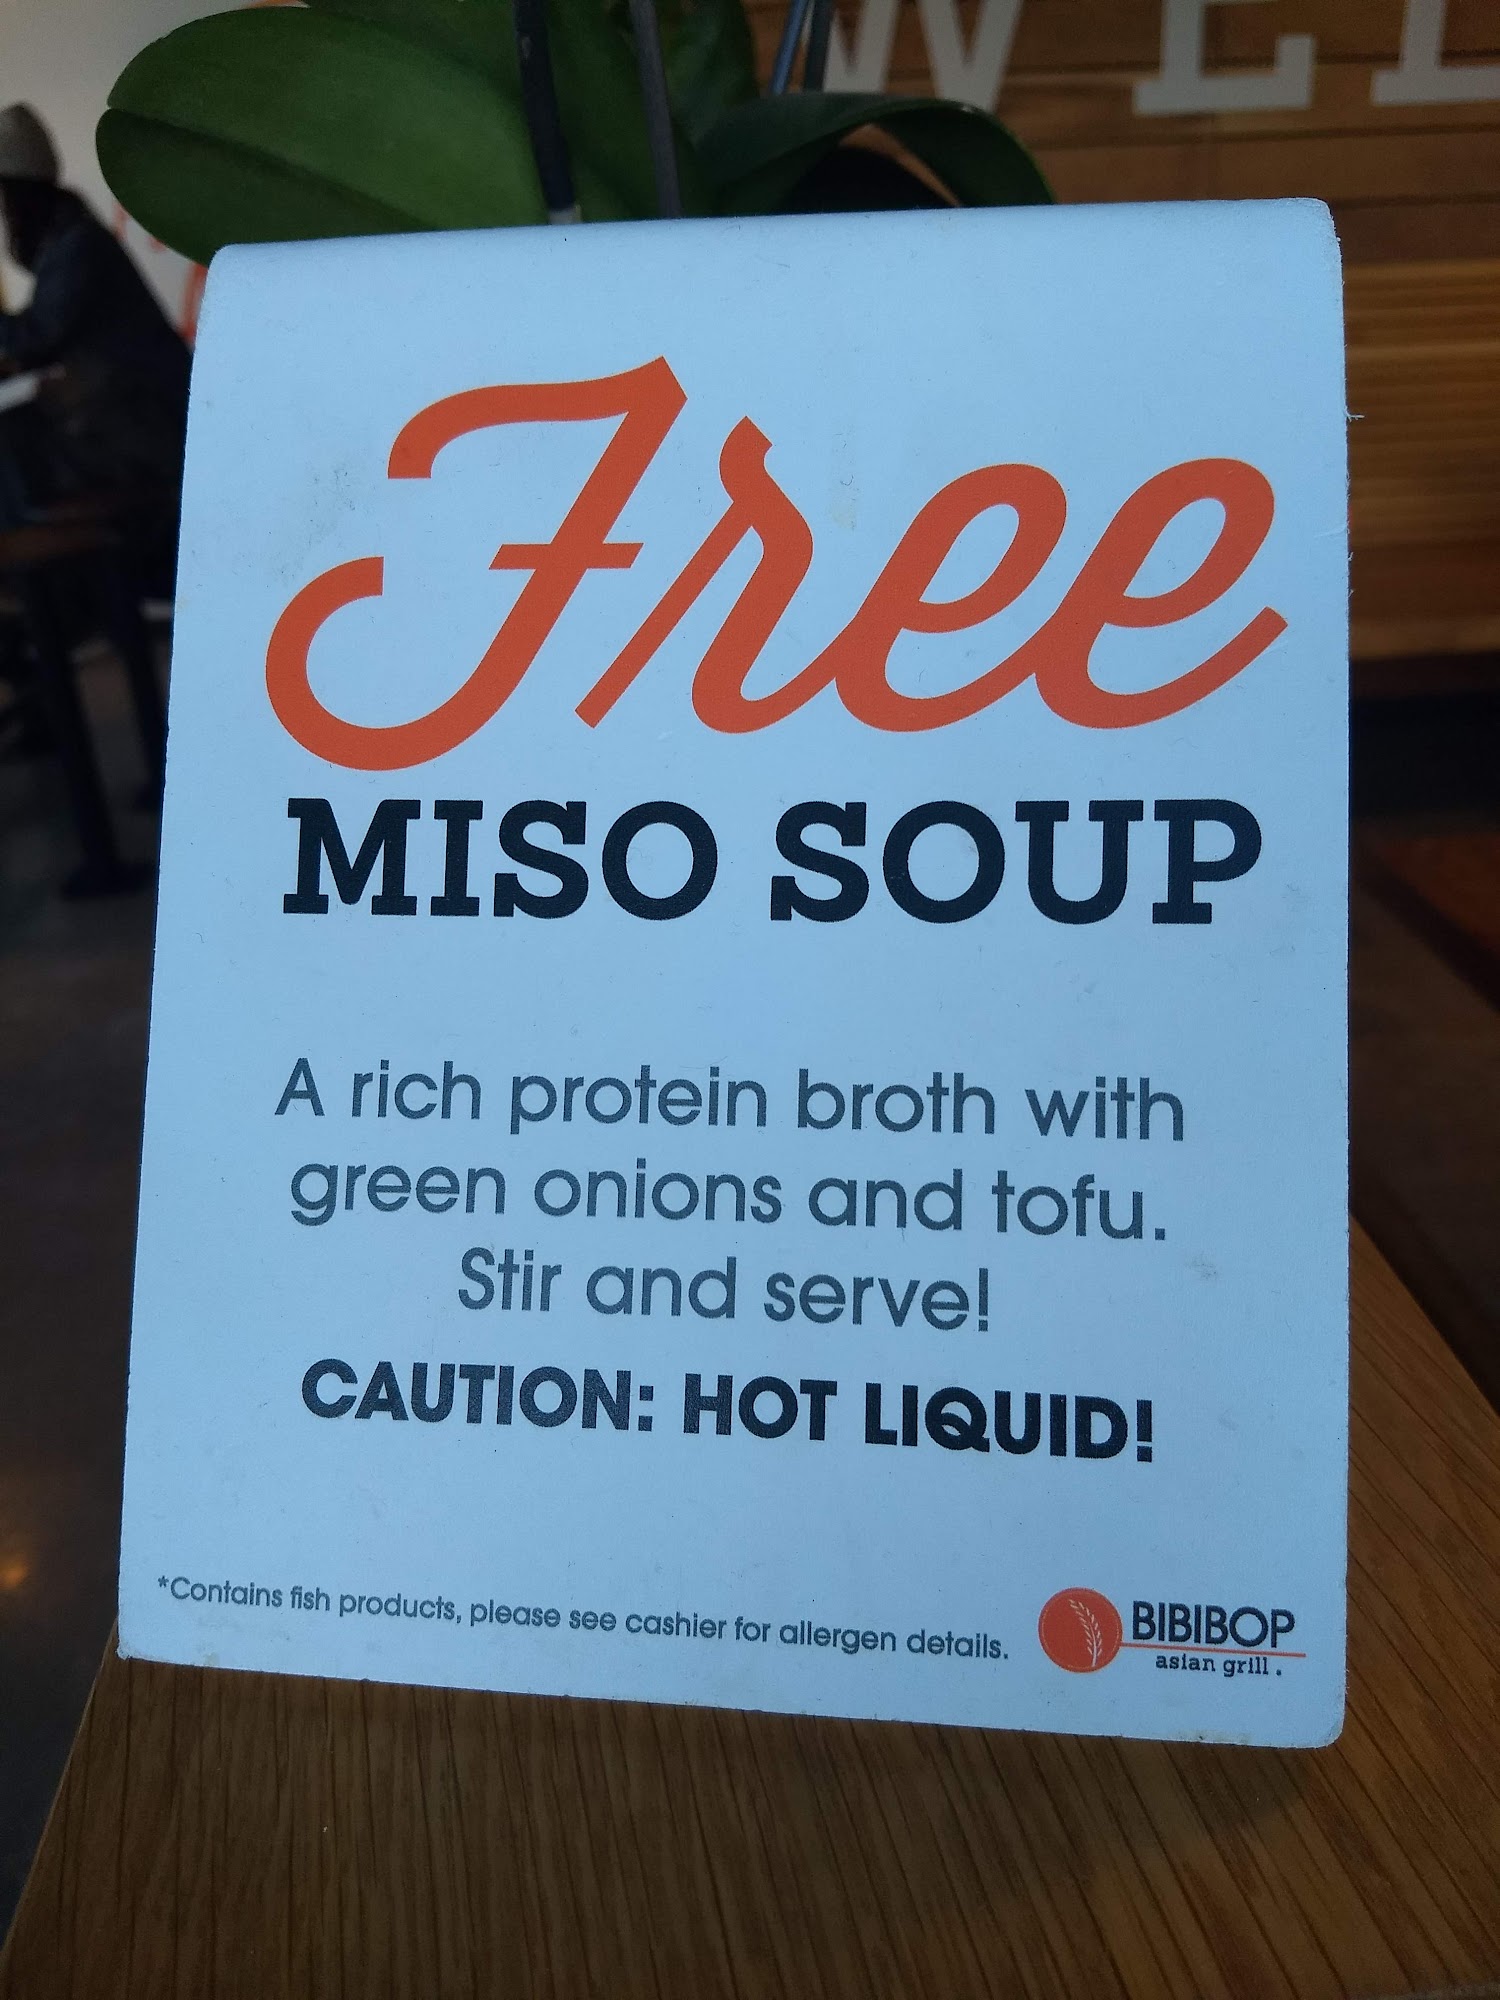 WEL
Free
MISO SOUP
A rich protein broth with
green onions and tofu.
Stir and serve!
CAUTION: HOT LIQUID!
*Contains fish products, please see cashier for allergen details.
BIBIBOP
asian grill.